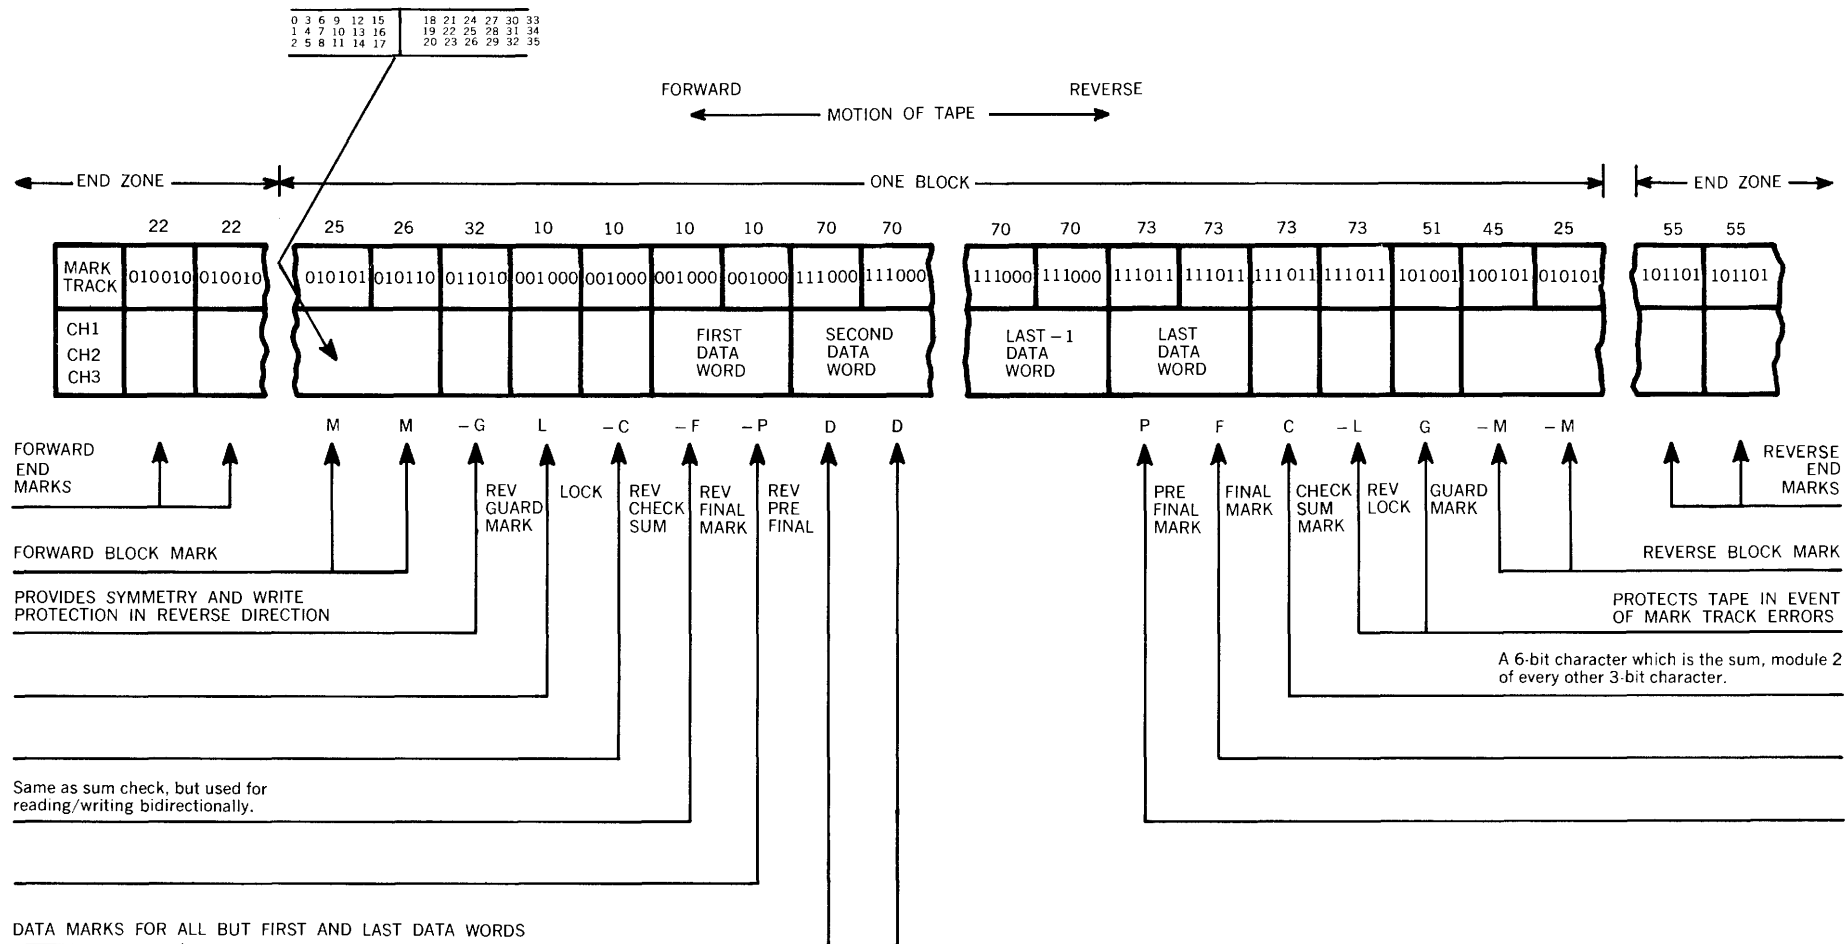 0 3 6 9 12 15 18 21 24 27 30 33
1 4 7 10 13 16 19 22 25 28 31 34
2 5 8 11 14 17 20 23 26 29 32 35
FORWARD REVERSE
MOTION OF TAPE
END ZONE ONE BLOCK END ZONE
22 22 25 26 32 10 10 10 10 70 70 70 70 73 73 73 73 51 45 25 55 55
MARK
TRACK
010010 010010 010101 010110 011010 001000 001000 001000 001000 111000 111000 111000 111000 111011 111011 111 011 111011 101001 100101 010101 101101 101101
CH1
CH2
CH3
FIRST
DATA
WORD
SECOND
DATA
WORD
LAST – 1
DATA
WORD
LAST
DATA
WORD
M M – G L – C – F – P D D P F C – L G – M – M
FORWARD
END
MARKS
REV
GUARD
MARK
LOCK
REV
CHECK
SUM
REV
FINAL
MARK
REV
PRE
FINAL
PRE
FINAL
MARK
FINAL
MARK
CHECK
SUM
MARK
REV
LOCK
GUARD
MARK
REVERSE
END
MARKS
FORWARD BLOCK MARK
REVERSE BLOCK MARK
PROVIDES SYMMETRY AND WRITE
PROTECTION IN REVERSE DIRECTION
PROTECTS TAPE IN EVENT
OF MARK TRACK ERRORS
A 6-bit character which is the sum, module 2
of every other 3-bit character.
Same as sum check, but used for
reading/writing bidirectionally.
DATA MARKS FOR ALL BUT FIRST AND LAST DATA WORDS